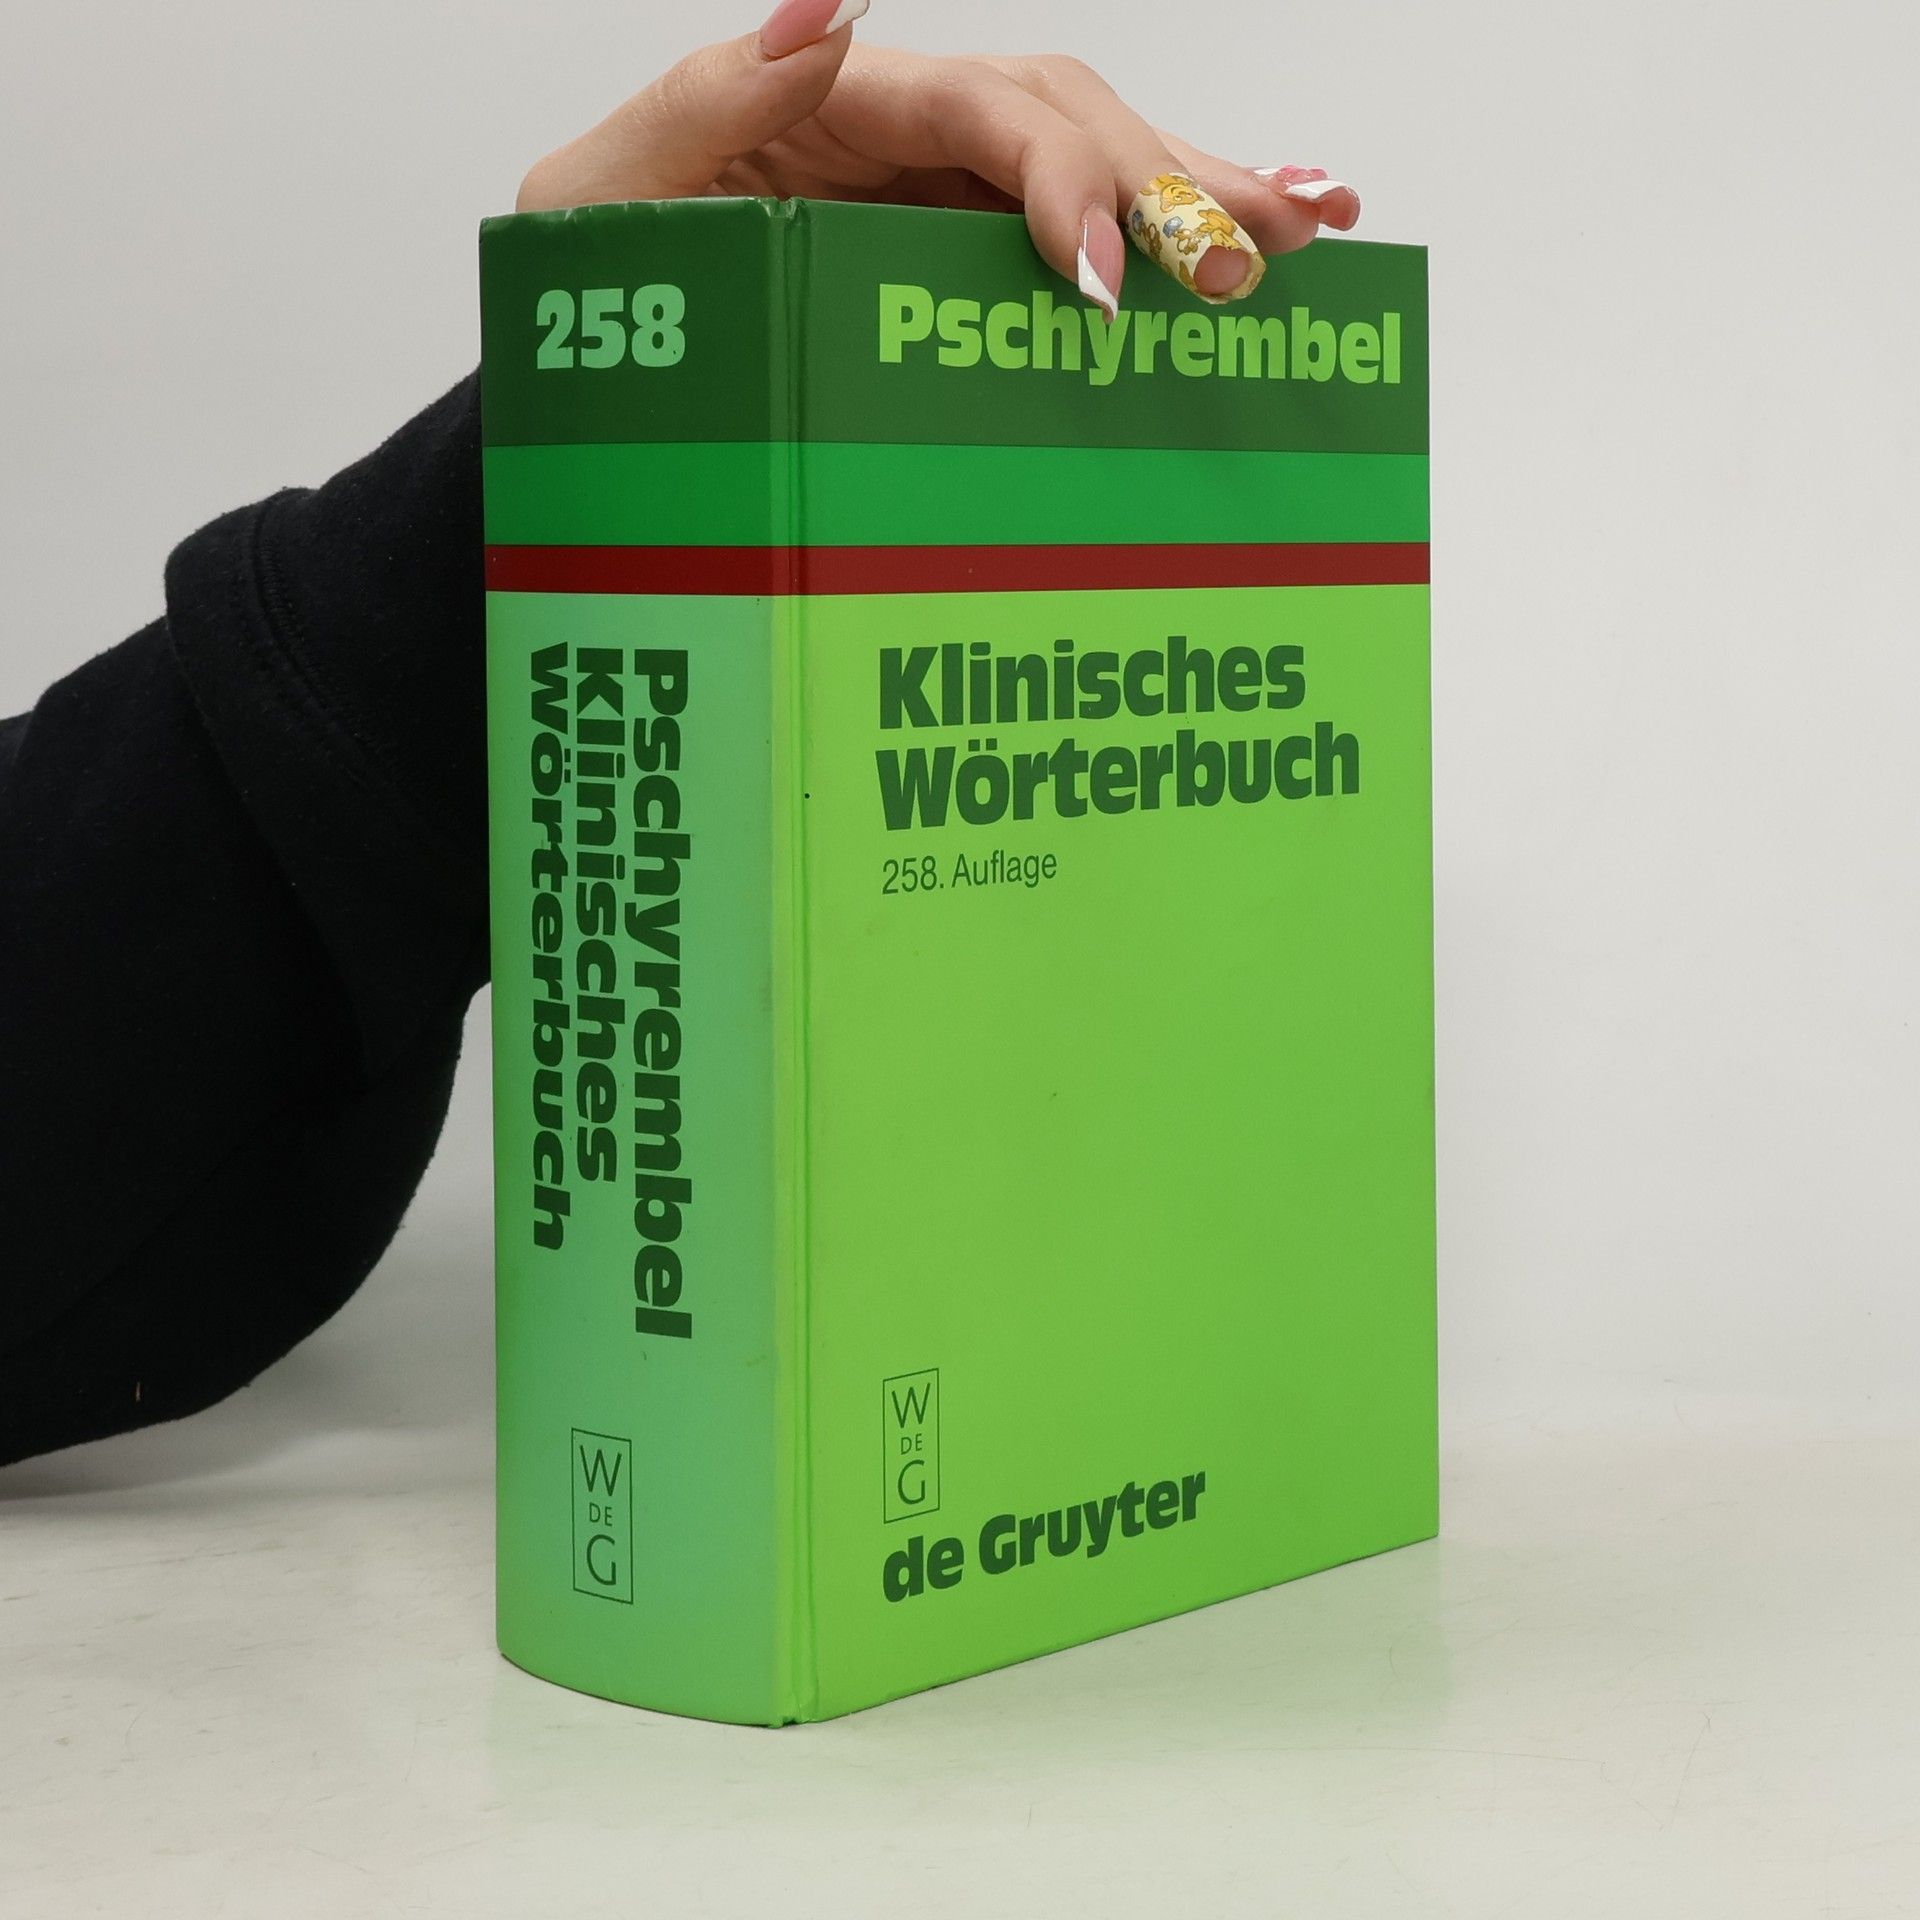 258
Pschyrembel
Klinisches
Wörterbuch
W
DE
G
Pschyrembel
Klinisches
Wörterbuch
258. Auflage
W
DE
G
de Gruyter